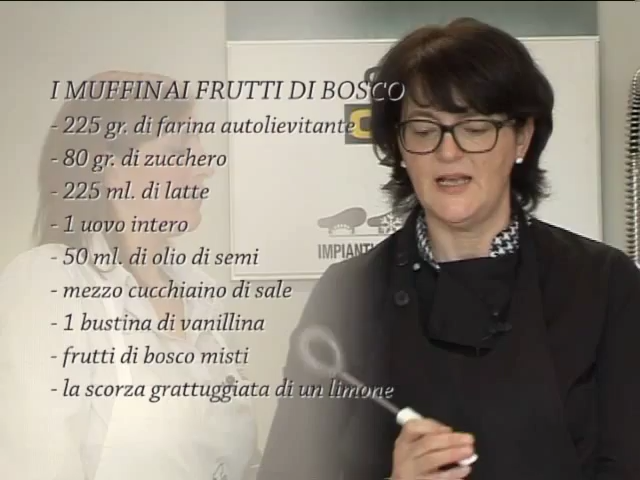 I MUFFIN AI FRUTTI DI BOSCO
- 225 gr. di farina autolievitante
- 80 gr. di zucchero
- 225 ml. di latte
- 1 uovo intero
- 50 ml. di olio di semi
- mezzo cucchiaino di sale
- 1 bustina di vanillina
- frutti di bosco misti
- la scorza grattuggiata di un limone
IMPIANTI